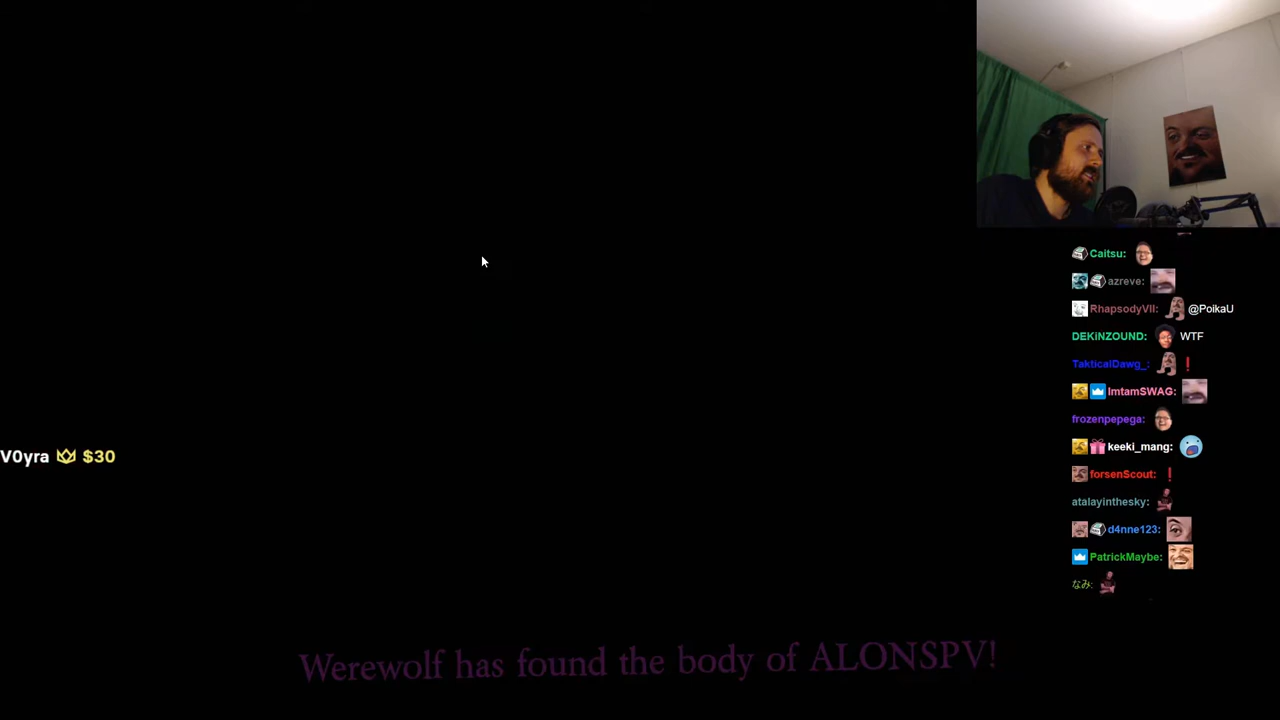 Caitsu:
azreve:
RhapsodyVII: @PoikaU
DEKiNZOUND: WTF
TakticalDawg_: ❗
ImtamSWAG:
frozenpepega:
keeki_mang:
forsenScout: ❗
atalayinthesky:
d4nne123:
PatrickMaybe:
なみ:
V0yra $30
Werewolf has found the body of ALONSPV!